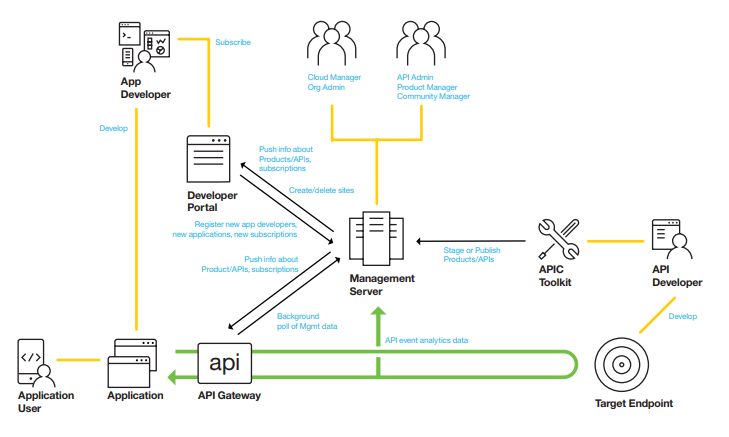 Subscribe
App
Developer
Cloud Manager
Org Admin
API Admin
Product Manager
Community Manager
Develop
Push info about
Products/APIs,
subscriptions
Create/delete sites
Developer
Portal
Register new app developers,
new applications, new subscriptions
Push info about
Product/APIs, subscriptions
Management
Server
Stage or Publish
Products/APIs
APIC
Toolkit
API
Developer
Background
poll of Mgmt data
Develop
API event analytics data
</>
api
Application
User
Application
API Gateway
Target Endpoint